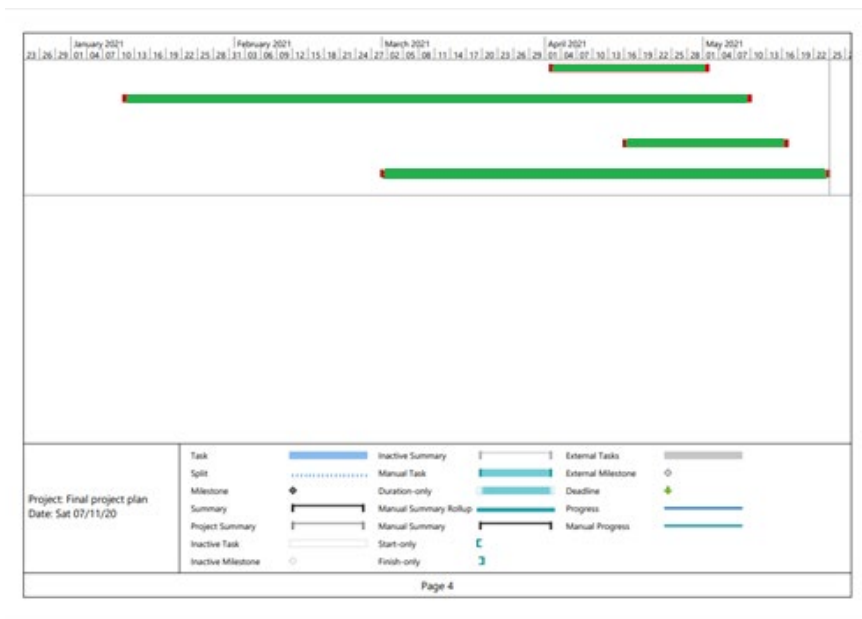 January 2021 February 2021 March 2021 April 2021 May 2021
23 26 29 01 04 07 10 13 16 19 22 25 28 31 03 06 09 12 15 18 21 24 27 02 05 08 11 14 17 20 23 26 29 01 04 07 10 13 16 19 22 25 28 01 04 07 10 13 16 19 22 25
Task Inactive Summary External Tasks
Split Manual Task External Milestone
Milestone Duration-only Deadline
Project: Final project plan Summary Manual Summary Rollup Progress
Date: Sat 07/11/20 Project Summary Manual Summary Manual Progress
Inactive Task Start-only
Inactive Milestone Finish-only
Page 4